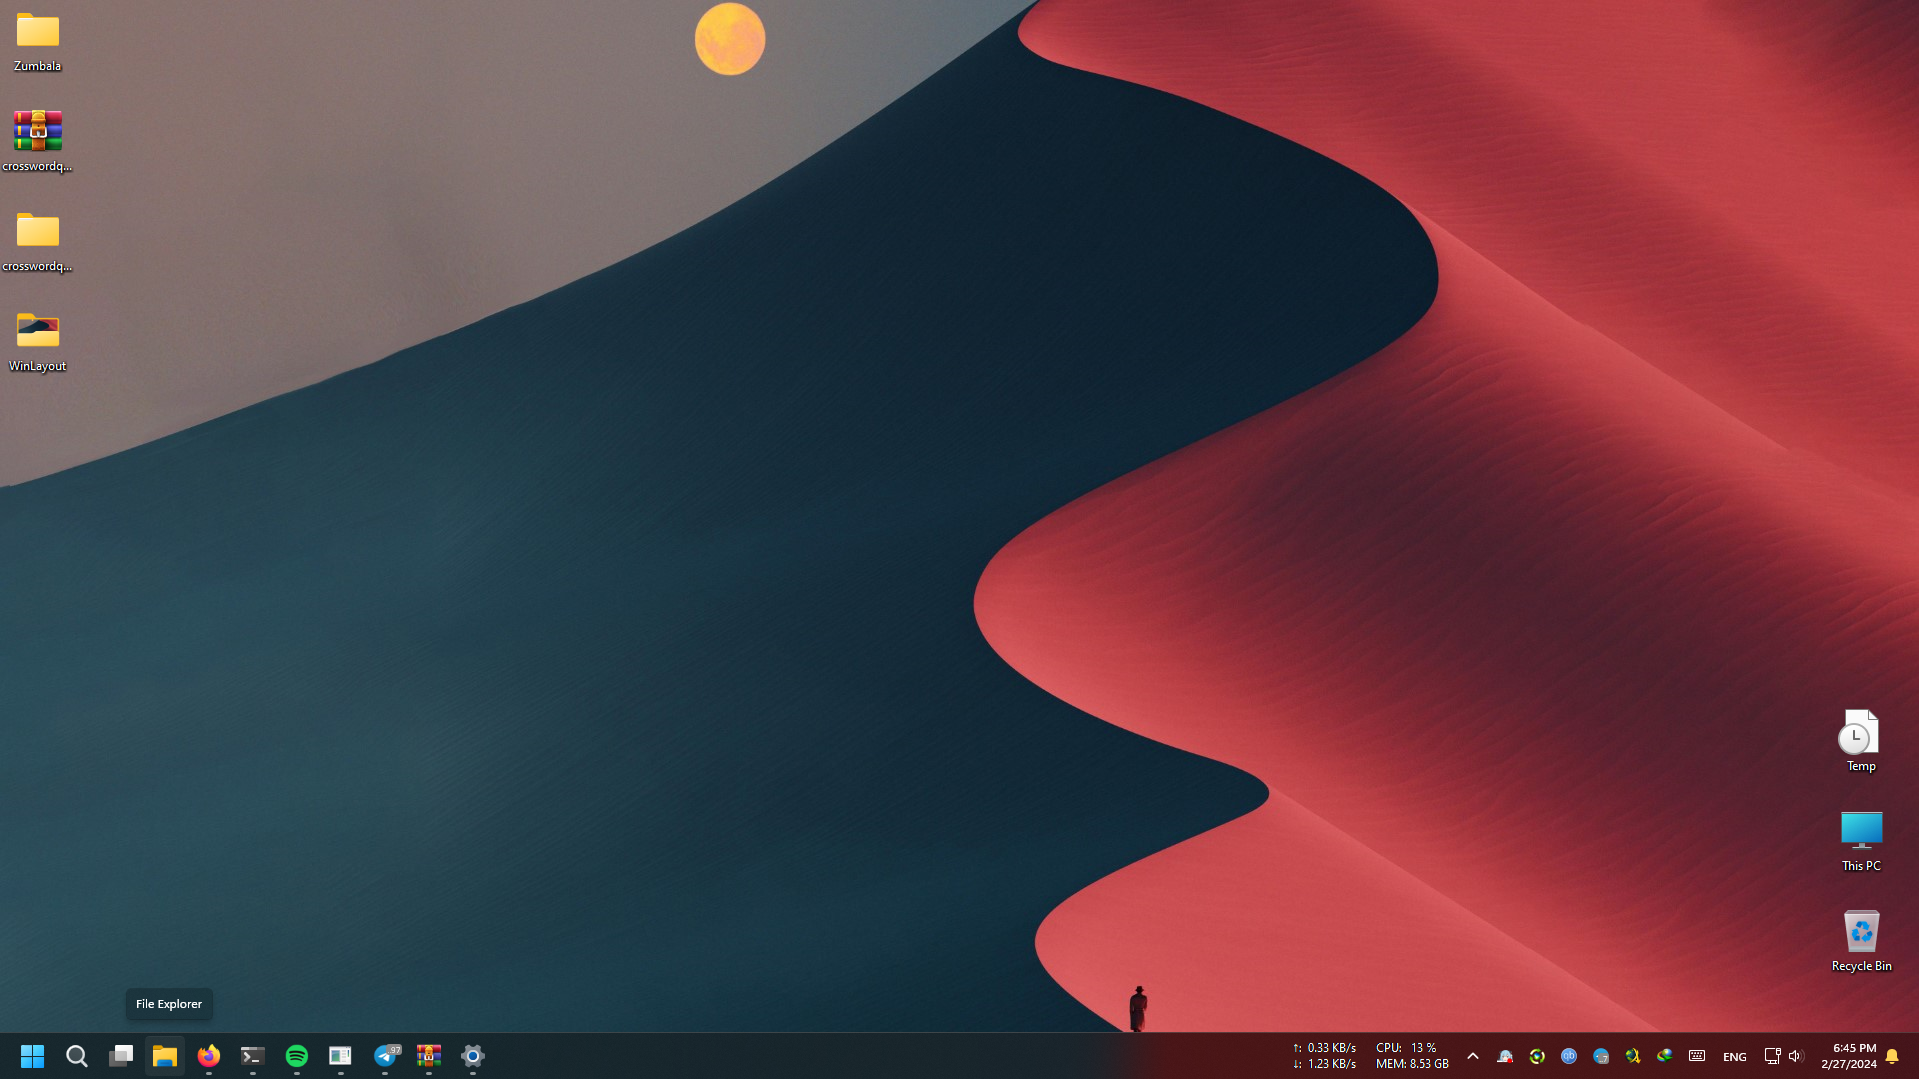 Zumbala
crosswordq...
crosswordq...
WinLayout
Temp
This PC
Recycle Bin
File Explorer
97
↑: 0.33 KB/s
↓: 1.23 KB/s
CPU: 13 %
MEM: 8.53 GB
qb
ENG
6:45 PM
2/27/2024